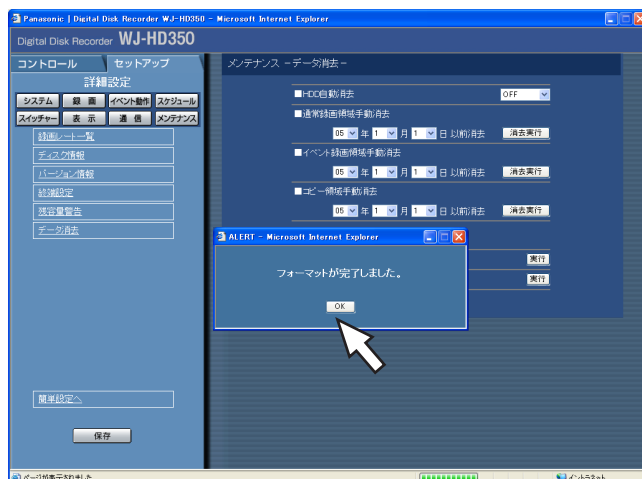 Panasonic | Digital Disk Recorder WJ-HD350 - Microsoft Internet Explorer
Digital Disk Recorder WJ-HD350
コントロール セットアップ
詳細設定
システム 録 画 イベント動作 スケジュール
スイッチャー 表 示 通 信 メンテナンス
録画レート一覧
ディスク情報
バージョン情報
終端設定
残容量警告
データ消去
簡単設定へ
保存
メンテナンス －データ消去－
■HDD自動消去 OFF
■通常録画領域手動消去
05 年 1 月 1 日 以前消去 消去実行
■イベント録画領域手動消去
05 年 1 月 1 日 以前消去 消去実行
■コピー領域手動消去
05 年 1 月 1 日 以前消去 消去実行
実行
実行
ALERT - Microsoft Internet Explorer
フォーマットが完了しました。
OK
ページが表示されました
イントラネット